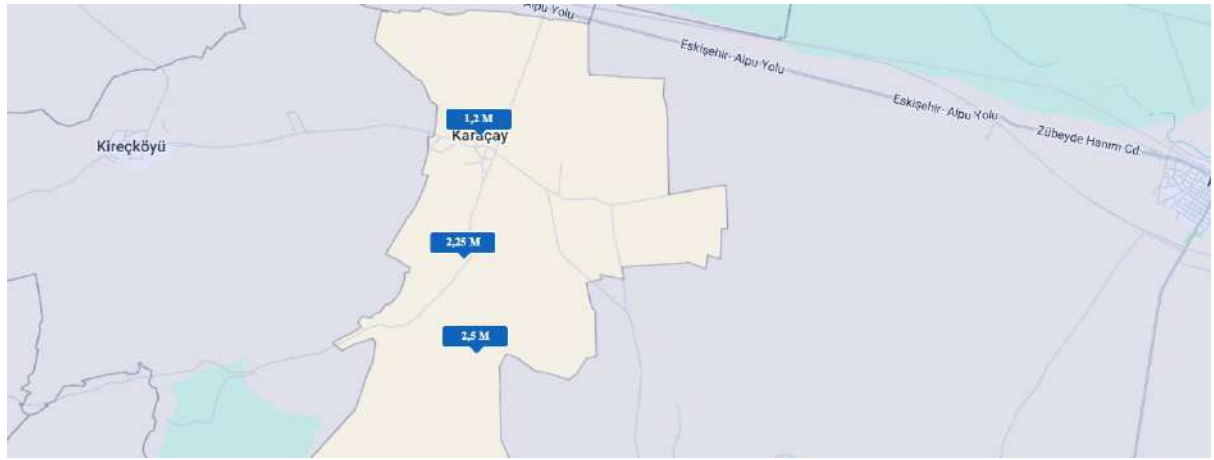 Alpu Yolu
Eskişehir- Alpu Yolu
Eskişehir- Alpu Yolu
1,2 M
Karaçay
Zübeyde Hanım Cd.
Kireçköyü
2,25 M
2,5 M